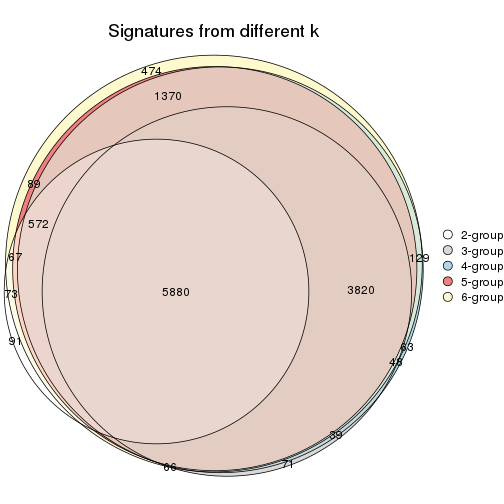 Signatures from different k
474
1370
89
572
67
129
73
5880
3820
63
48
91
39
66
71
2-group
3-group
4-group
5-group
6-group